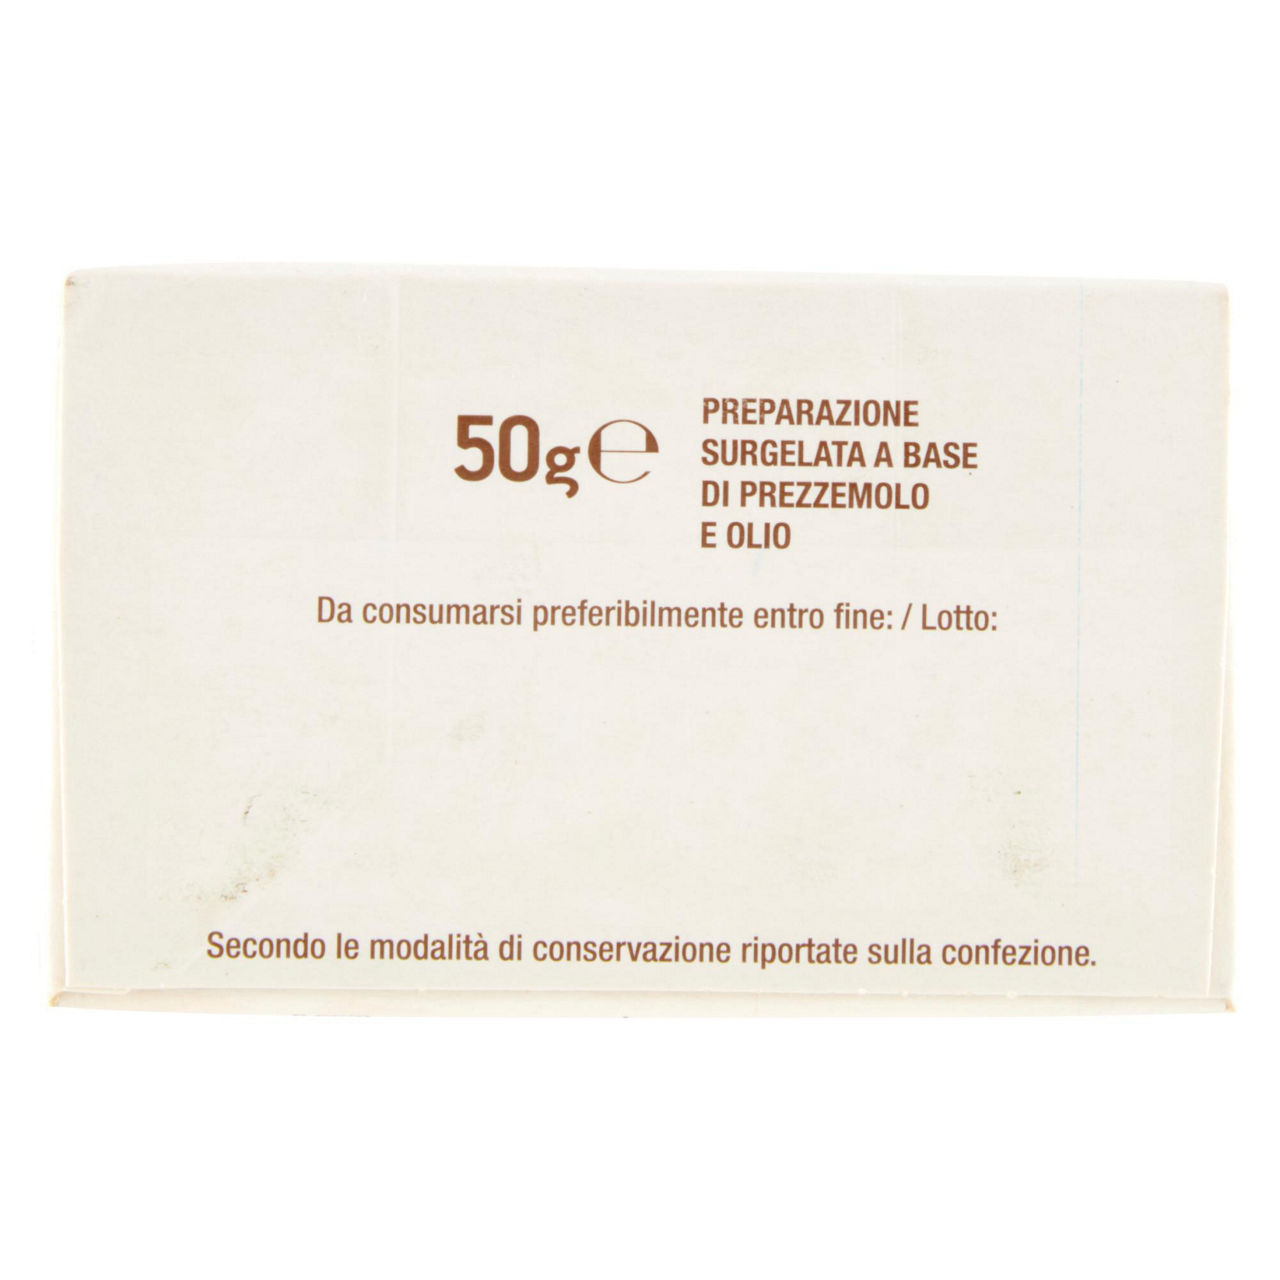 50g℮
PREPARAZIONE
SURGELATA A BASE
DI PREZZEMOLO
E OLIO
Da consumarsi preferibilmente entro fine: / Lotto:
Secondo le modalità di conservazione riportate sulla confezione.